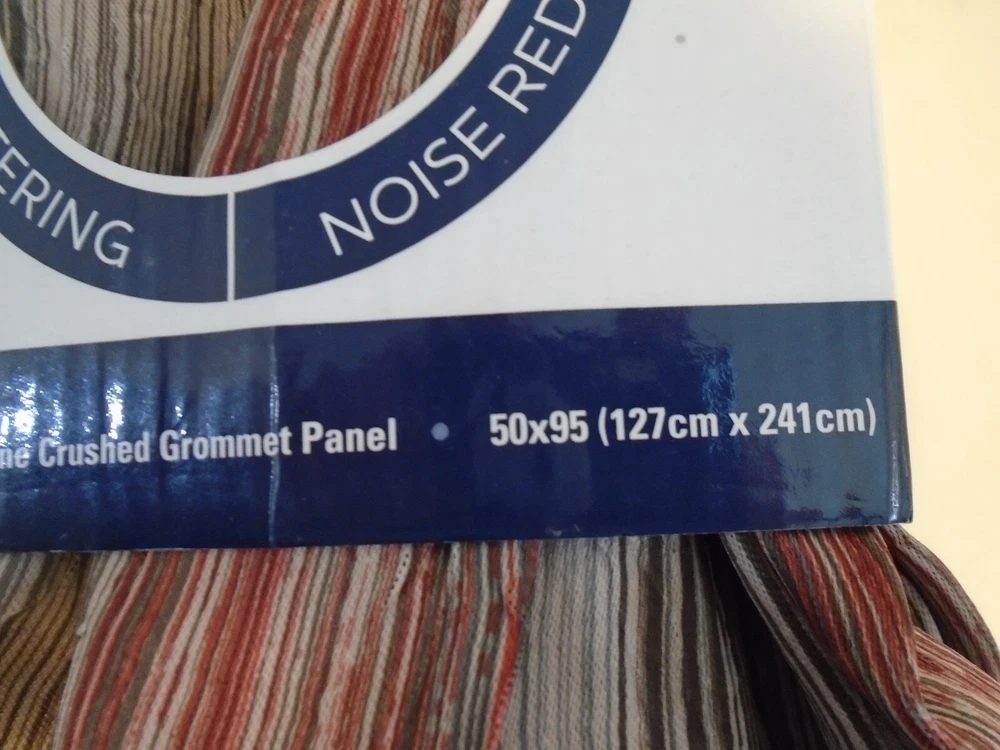 ERING
NOISE RED
ne Crushed Grommet Panel • 50x95 (127cm x 241cm)